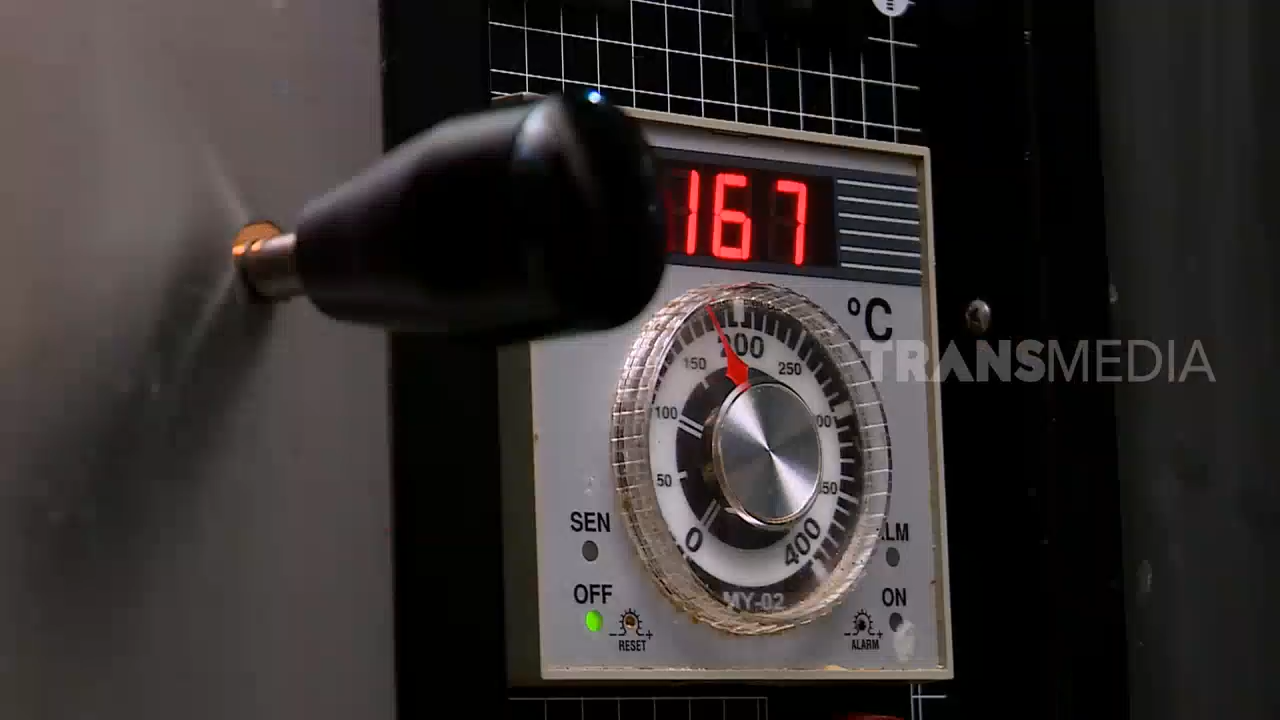 167
°C
TRANSMEDIA
200
150
250
100
50
0
400
MY-02
SEN
OFF
RESET
ON
ALARM